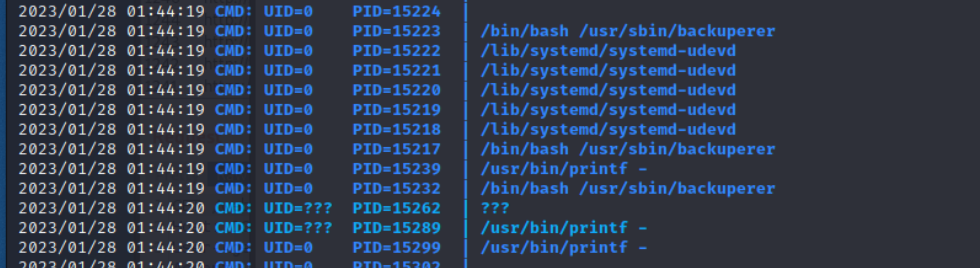 2023/01/28 01:44:19 CMD: UID=0 PID=15224 |
2023/01/28 01:44:19 CMD: UID=0 PID=15223 | /bin/bash /usr/sbin/backuperer
2023/01/28 01:44:19 CMD: UID=0 PID=15222 | /lib/systemd/systemd-udevd
2023/01/28 01:44:19 CMD: UID=0 PID=15221 | /lib/systemd/systemd-udevd
2023/01/28 01:44:19 CMD: UID=0 PID=15220 | /lib/systemd/systemd-udevd
2023/01/28 01:44:19 CMD: UID=0 PID=15219 | /lib/systemd/systemd-udevd
2023/01/28 01:44:19 CMD: UID=0 PID=15218 | /lib/systemd/systemd-udevd
2023/01/28 01:44:19 CMD: UID=0 PID=15217 | /bin/bash /usr/sbin/backuperer
2023/01/28 01:44:19 CMD: UID=0 PID=15239 | /usr/bin/printf -
2023/01/28 01:44:19 CMD: UID=0 PID=15232 | /bin/bash /usr/sbin/backuperer
2023/01/28 01:44:20 CMD: UID=??? PID=15262 | ???
2023/01/28 01:44:20 CMD: UID=??? PID=15289 | /usr/bin/printf -
2023/01/28 01:44:20 CMD: UID=0 PID=15299 | /usr/bin/printf -
2023/01/28 01:44:20 CMD: UID=0